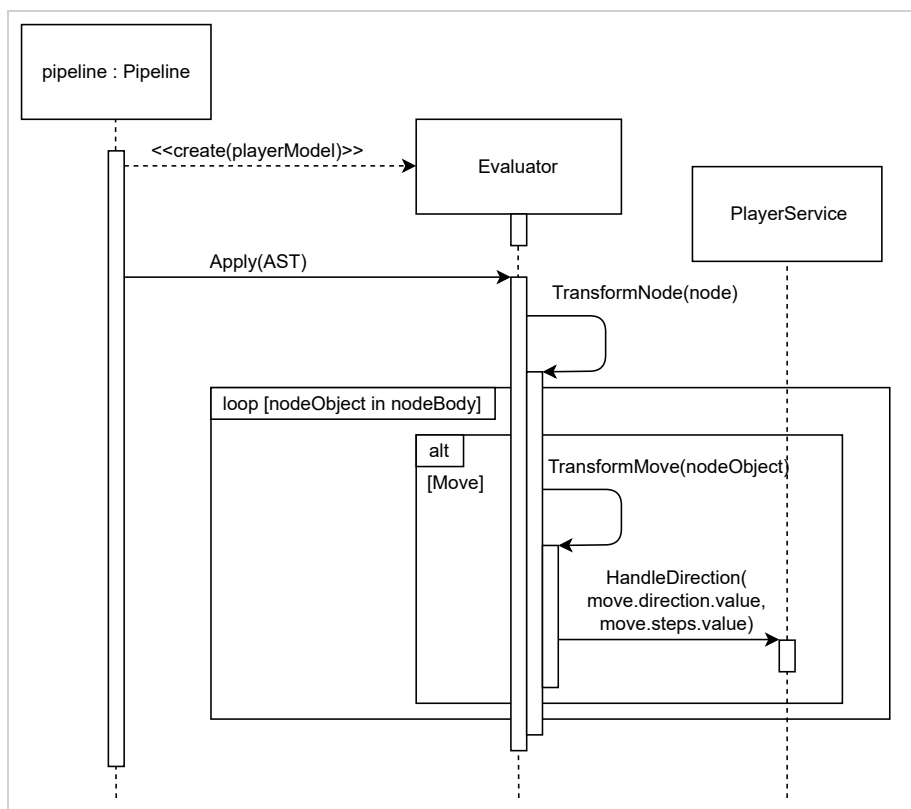 pipeline : Pipeline
<<create(playerModel)>>
Evaluator
PlayerService
Apply(AST)
TransformNode(node)
loop [nodeObject in nodeBody]
alt
TransformMove(nodeObject)
[Move]
HandleDirection(
move.direction.value,
move.steps.value)